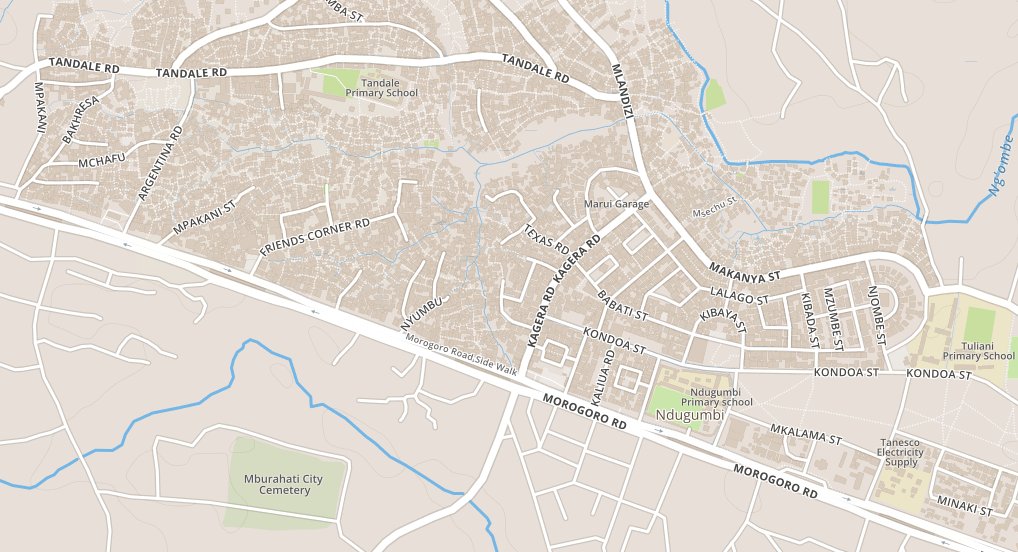 MBA ST
TANDALE RD
TANDALE RD
TANDALE RD
MLANDIZI
Tandale
Primary School
MPAKANI
BAKHRESA
MCHAFU
ARGENTINA RD
MPAKANI ST
FRIENDS CORNER RD
Ng'ombe
Marui Garage
Msechu St
TEXAS RD
KAGERA RD
KAGERA RD
MAKANYA ST
LALAGO ST
BABATI ST
KIBAYA ST
KIBADA ST
MZUMBE ST
NJOMBE ST
NYUMBU
KONDOA ST
KALIUA RD
Morogoro Road,Side Walk
Tuliani
Primary School
KONDOA ST
KONDOA ST
Ndugumbi
Primary school
Ndugumbi
MOROGORO RD
MKALAMA ST
Tanesco
Electricity
Supply
MOROGORO RD
MINAKI ST
Mburahati City
Cemetery